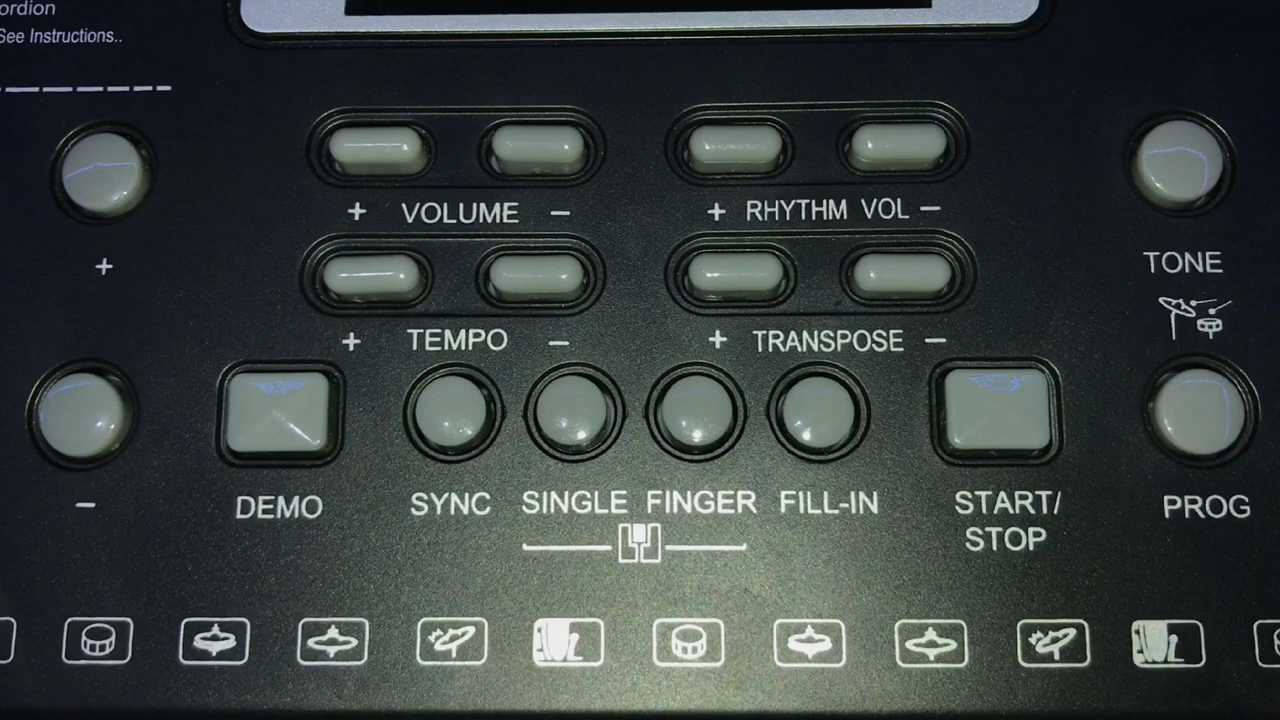 ordion
See Instructions..
+ VOLUME −
+ RHYTHM VOL −
+
TONE
+ TEMPO −
+ TRANSPOSE −
−
DEMO
SYNC
SINGLE FINGER
FILL-IN
START/
STOP
PROG